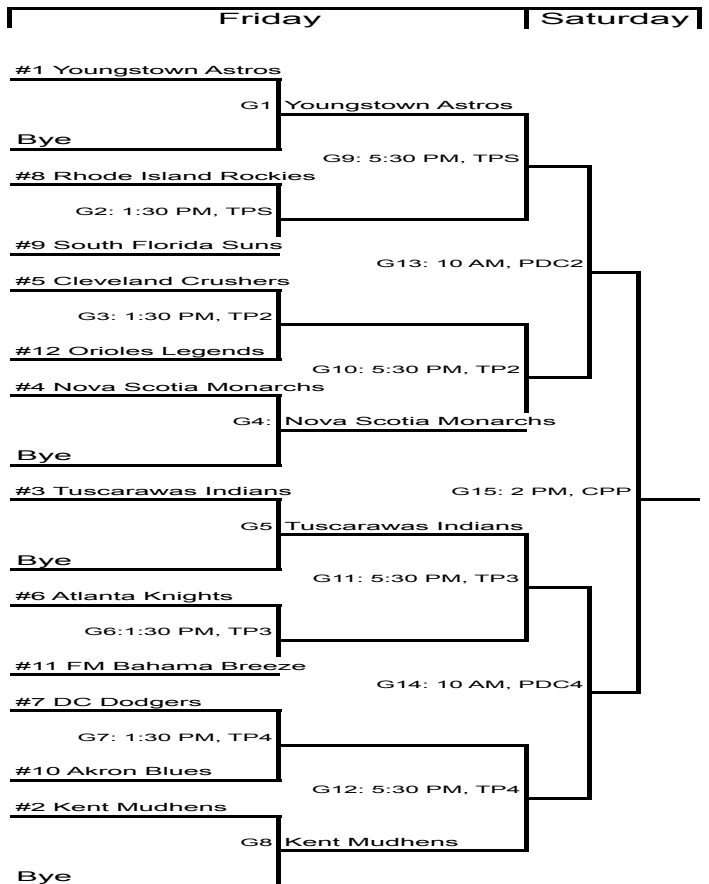 Friday
Saturday
#1 Youngstown Astros
G1
Youngstown Astros
Bye
G9: 5:30 PM, TPS
#8 Rhode Island Rockies
G2: 1:30 PM, TPS
#9 South Florida Suns
G13: 10 AM, PDC2
#5 Cleveland Crushers
G3: 1:30 PM, TP2
#12 Orioles Legends
G10: 5:30 PM, TP2
#4 Nova Scotia Monarchs
G4:
Nova Scotia Monarchs
Bye
#3 Tuscarawas Indians
G15: 2 PM, CPP
G5
Tuscarawas Indians
Bye
G11: 5:30 PM, TP3
#6 Atlanta Knights
G6:1:30 PM, TP3
#11 FM Bahama Breeze
G14: 10 AM, PDC4
#7 DC Dodgers
G7: 1:30 PM, TP4
#10 Akron Blues
G12: 5:30 PM, TP4
#2 Kent Mudhens
G8
Kent Mudhens
Bye